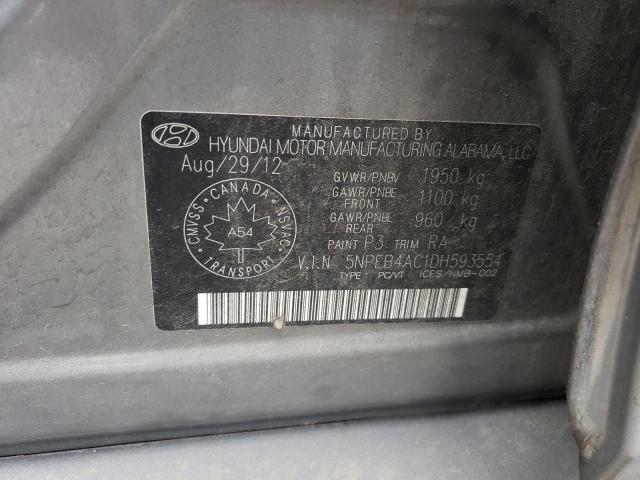 MANUFACTURED BY
HYUNDAI MOTOR MANUFACTURING ALABAMA, LLC
Aug/29/12
GVWR/PNBV 1950 kg
GAWR/PNBE FRONT 1100 kg
GAWR/PNBE REAR 960 kg
PAINT P3 TRIM RA
V.I.N 5NPEB4AC1DH593554
TYPE: PC/VT ICES/NMB-002
CMVSS • CANADA • NSVAC
A54
TRANSPORT